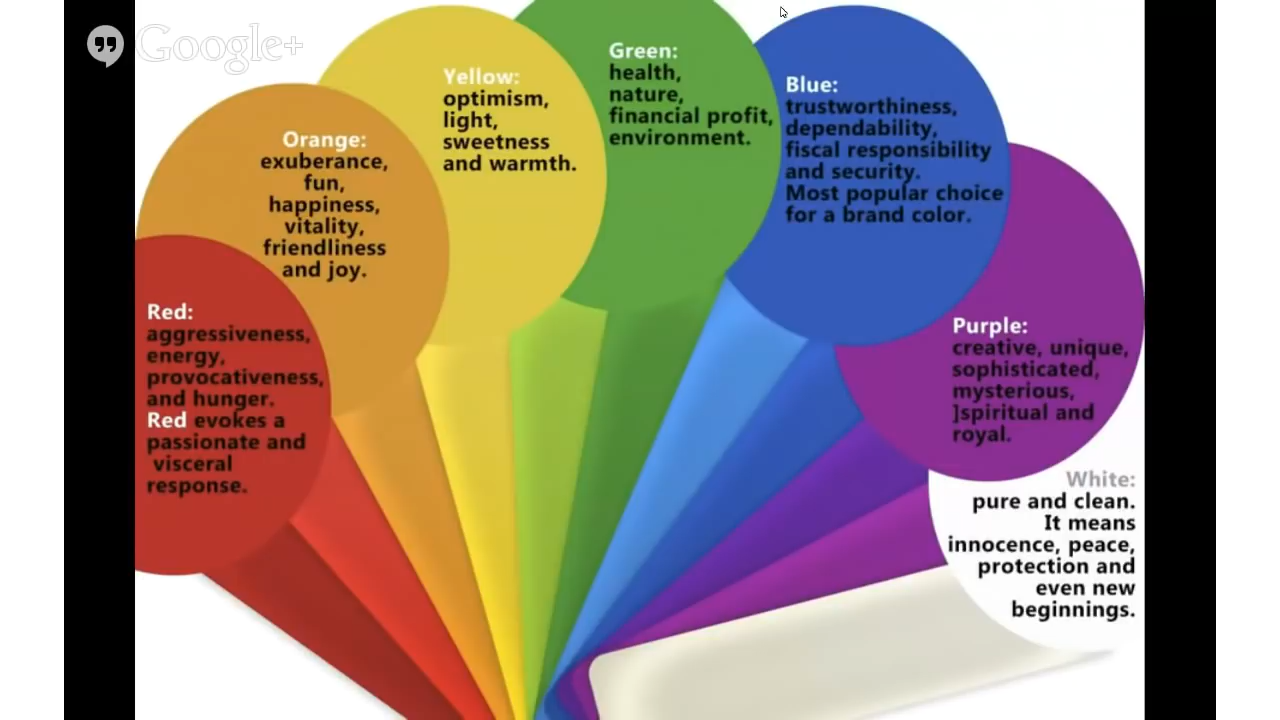 Google+
Red:
aggressiveness,
energy,
provocativeness,
and hunger.
Red evokes a
passionate and
visceral
response.
Orange:
exuberance,
fun,
happiness,
vitality,
friendliness
and joy.
Yellow:
optimism,
light,
sweetness
and warmth.
Green:
health,
nature,
financial profit,
environment.
Blue:
trustworthiness,
dependability,
fiscal responsibility
and security.
Most popular choice
for a brand color.
Purple:
creative, unique,
sophisticated,
mysterious,
]spiritual and
royal.
White:
pure and clean.
It means
innocence, peace,
protection and
even new
beginnings.